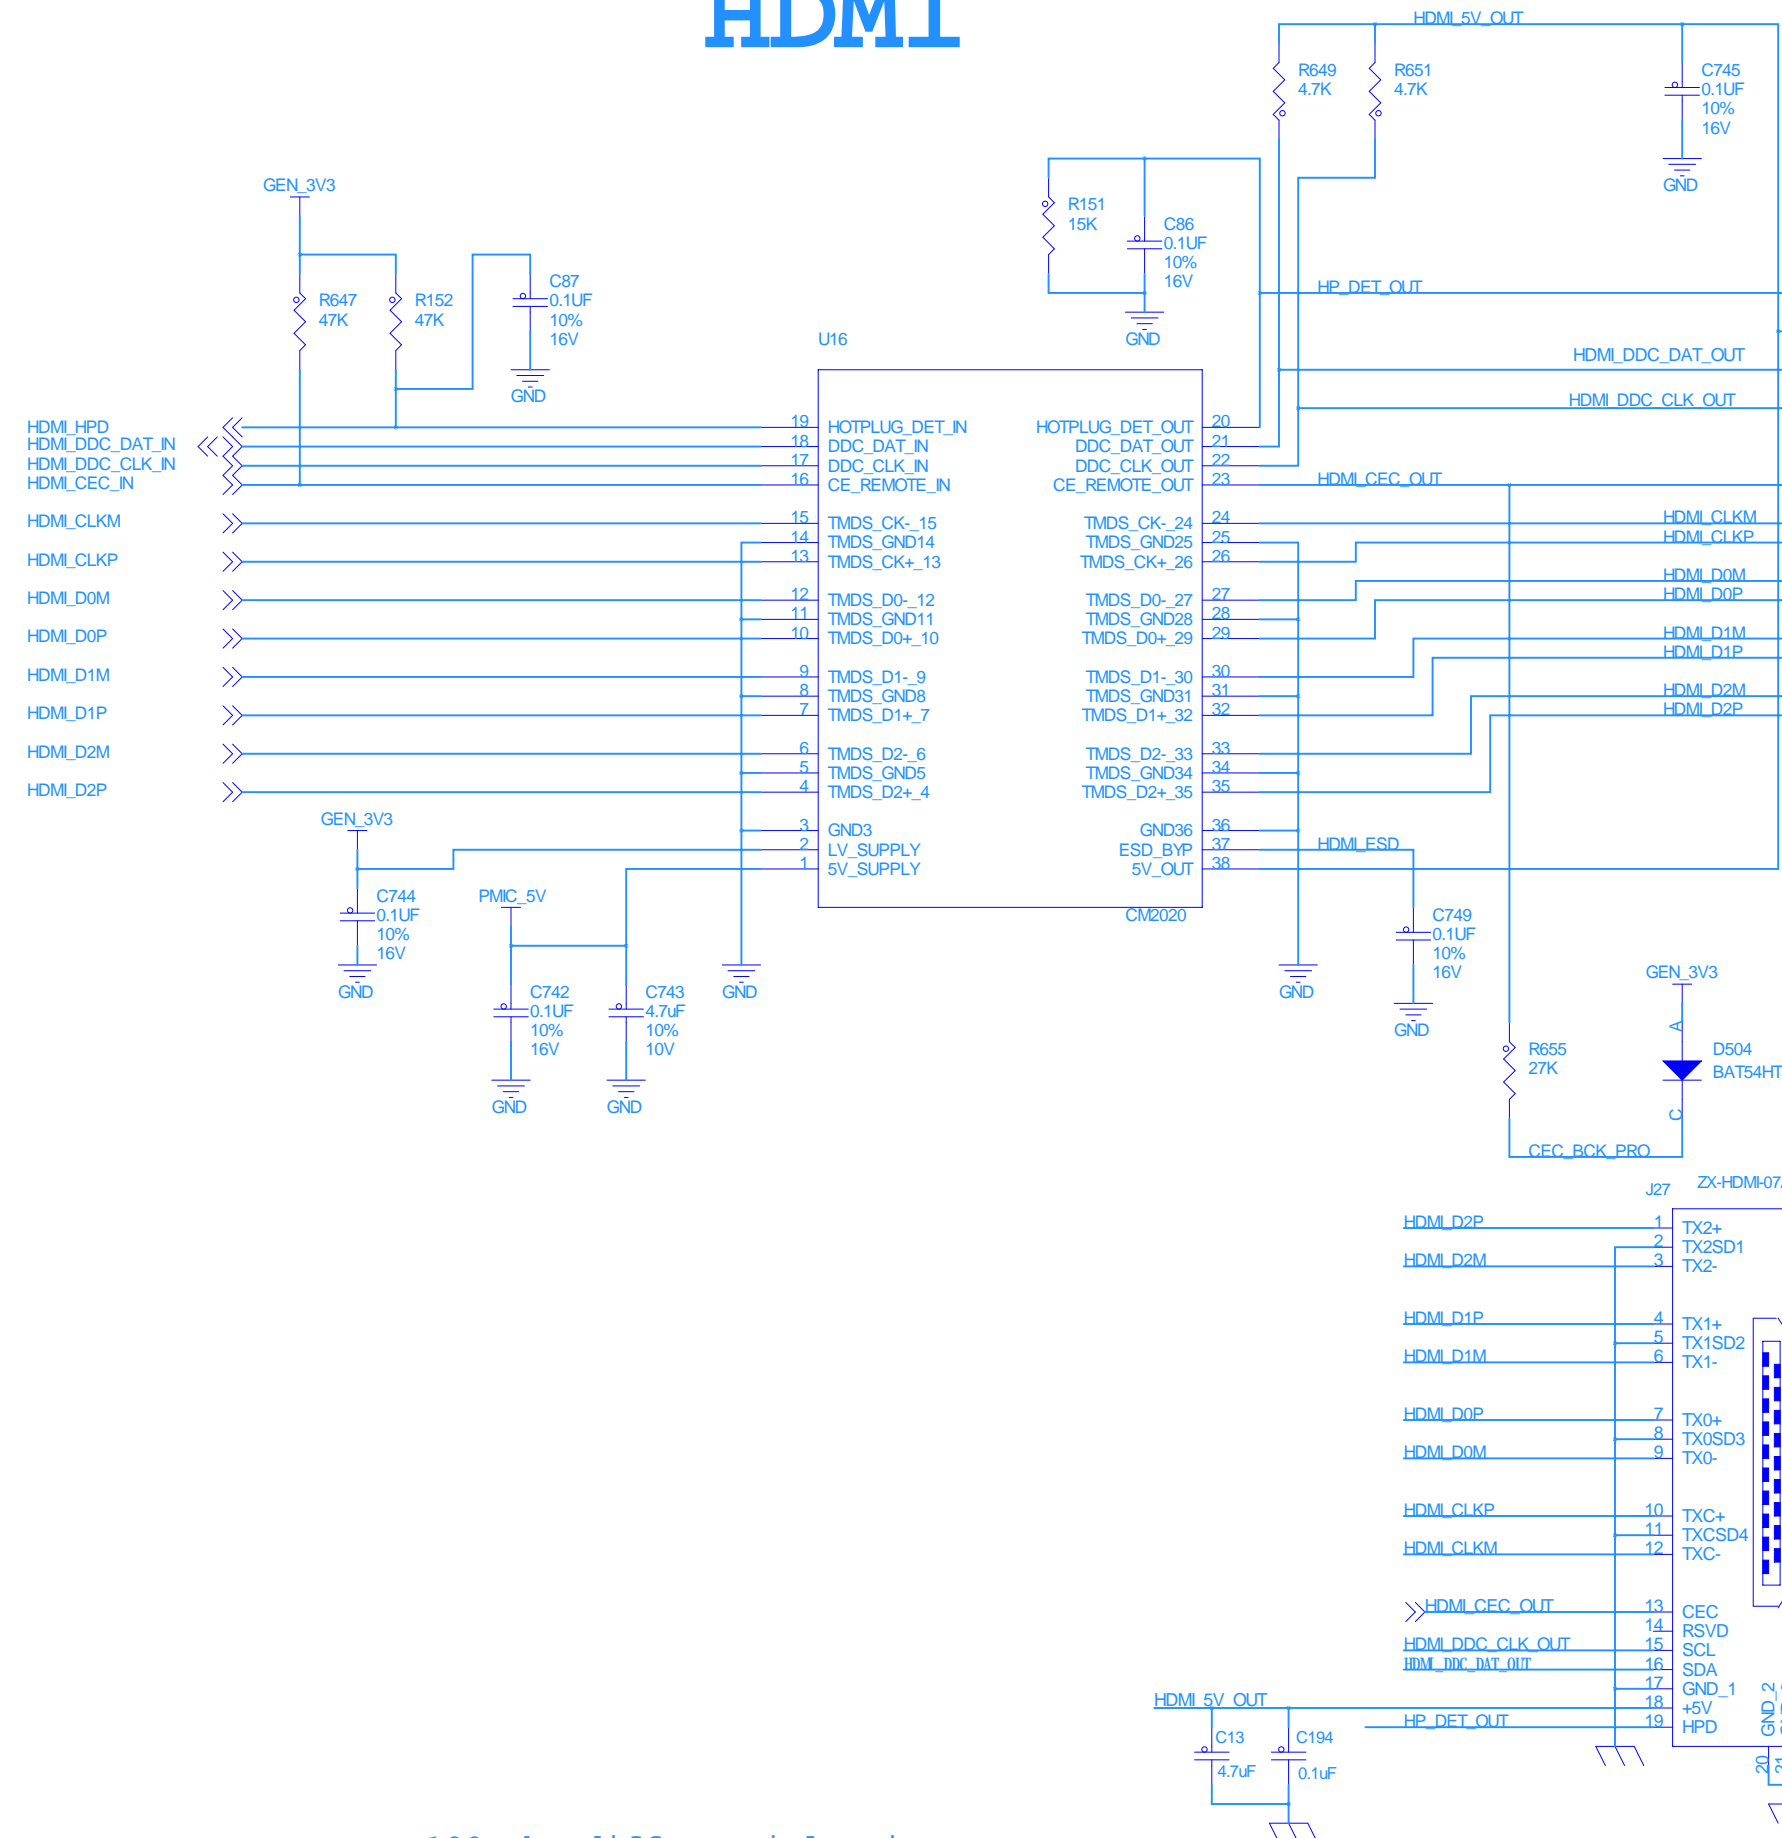 HDMI
HDMI_5V_OUT
R649
4.7K
R651
4.7K
C745
0.1UF
10%
16V
GND
GEN_3V3
R647
47K
R152
47K
C87
0.1UF
10%
16V
GND
R151
15K
C86
0.1UF
10%
16V
GND
HP_DET_OUT
HDMI_DDC_DAT_OUT
HDMI_DDC_CLK_OUT
HDMI_CEC_OUT
HDMI_CLKM
HDMI_CLKP
HDMI_D0M
HDMI_D0P
HDMI_D1M
HDMI_D1P
HDMI_D2M
HDMI_D2P
HDMI_HPD
HDMI_DDC_DAT_IN
HDMI_DDC_CLK_IN
HDMI_CEC_IN
HDMI_CLKM
HDMI_CLKP
HDMI_D0M
HDMI_D0P
HDMI_D1M
HDMI_D1P
HDMI_D2M
HDMI_D2P
U16
19 HOTPLUG_DET_IN HOTPLUG_DET_OUT 20
18 DDC_DAT_IN DDC_DAT_OUT 21
17 DDC_CLK_IN DDC_CLK_OUT 22
16 CE_REMOTE_IN CE_REMOTE_OUT 23
15 TMDS_CK-_15 TMDS_CK-_24 24
14 TMDS_GND14 TMDS_GND25 25
13 TMDS_CK+_13 TMDS_CK+_26 26
12 TMDS_D0-_12 TMDS_D0-_27 27
11 TMDS_GND11 TMDS_GND28 28
10 TMDS_D0+_10 TMDS_D0+_29 29
9 TMDS_D1-_9 TMDS_D1-_30 30
8 TMDS_GND8 TMDS_GND31 31
7 TMDS_D1+_7 TMDS_D1+_32 32
6 TMDS_D2-_6 TMDS_D2-_33 33
5 TMDS_GND5 TMDS_GND34 34
4 TMDS_D2+_4 TMDS_D2+_35 35
3 GND3 GND36 36
2 LV_SUPPLY ESD_BYP 37
1 5V_SUPPLY 5V_OUT 38
CM2020
HDMI_ESD
GEN_3V3
C744
0.1UF
10%
16V
GND
PMIC_5V
C742
0.1UF
10%
16V
GND
C743
4.7uF
10%
10V
GND
GND
GND
C749
0.1UF
10%
16V
GND
GEN_3V3
A
D504
BAT54HT
C
R655
27K
CEC_BCK_PRO
J27
ZX-HDMI-07
HDMI_D2P 1 TX2+
2 TX2SD1
HDMI_D2M 3 TX2-
HDMI_D1P 4 TX1+
5 TX1SD2
HDMI_D1M 6 TX1-
HDMI_D0P 7 TX0+
8 TX0SD3
HDMI_D0M 9 TX0-
HDMI_CLKP 10 TXC+
11 TXCSD4
HDMI_CLKM 12 TXC-
HDMI_CEC_OUT 13 CEC
14 RSVD
HDMI_DDC_CLK_OUT 15 SCL
HDMI_DDC_DAT_OUT 16 SDA
17 GND_1
HDMI_5V_OUT 18 +5V
HP_DET_OUT 19 HPD
GND_2
20
C13
4.7uF
C194
0.1uF